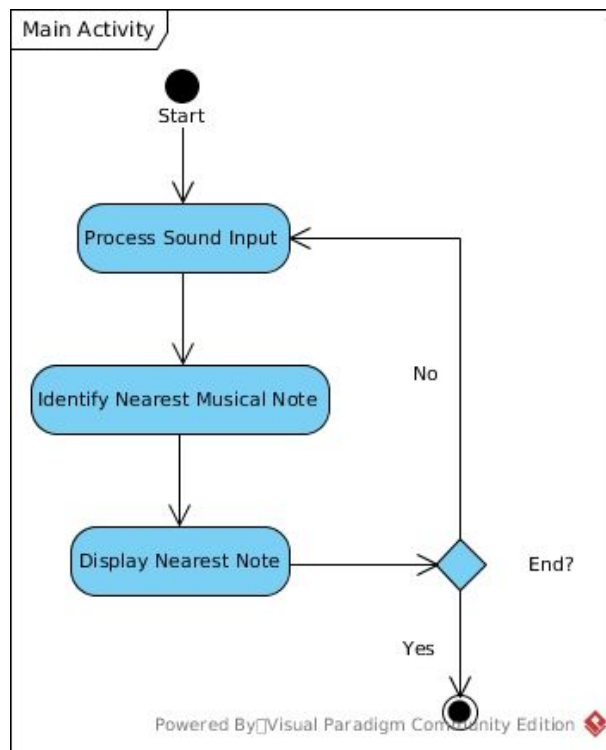 Main Activity
Start
Process Sound Input
Identify Nearest Musical Note
No
Display Nearest Note
End?
Yes
Powered By Visual Paradigm Community Edition